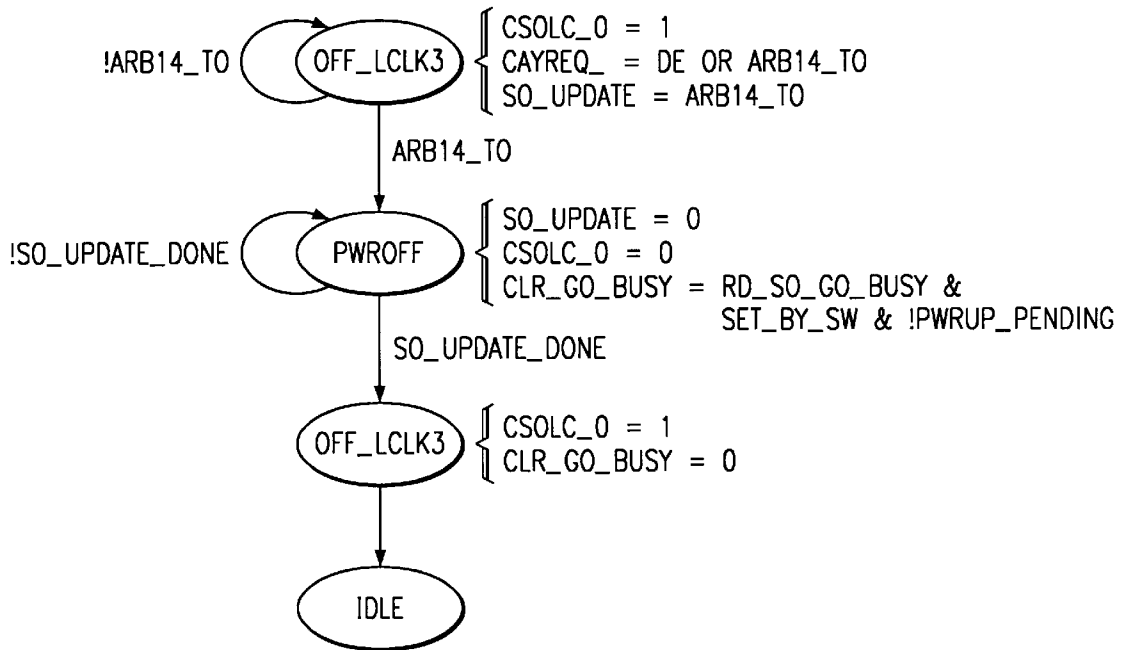 !ARB14_TO
OFF_LCLK3
CSOLC_0 = 1
CAYREQ_ = DE OR ARB14_TO
SO_UPDATE = ARB14_TO
ARB14_TO
!SO_UPDATE_DONE
PWROFF
SO_UPDATE = 0
CSOLC_0 = 0
CLR_GO_BUSY = RD_SO_GO_BUSY &
SET_BY_SW & !PWRUP_PENDING
SO_UPDATE_DONE
OFF_LCLK3
CSOLC_0 = 1
CLR_GO_BUSY = 0
IDLE